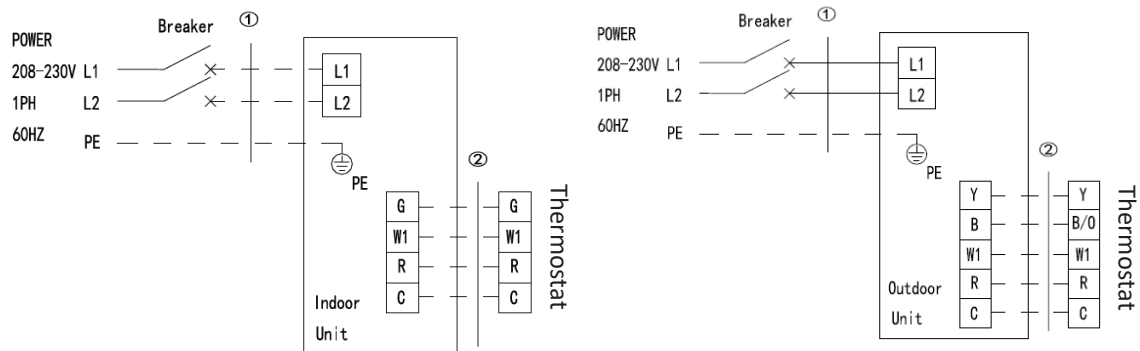 Breaker ①
POWER
208-230V L1
1PH L2
60HZ PE
L1
L2
PE
②
G G
W1 W1
R R
C C
Indoor
Unit
Thermostat
Breaker ①
POWER
208-230V L1
1PH L2
60HZ PE
L1
L2
PE
②
Y Y
B B/O
W1 W1
R R
C C
Outdoor
Unit
Thermostat